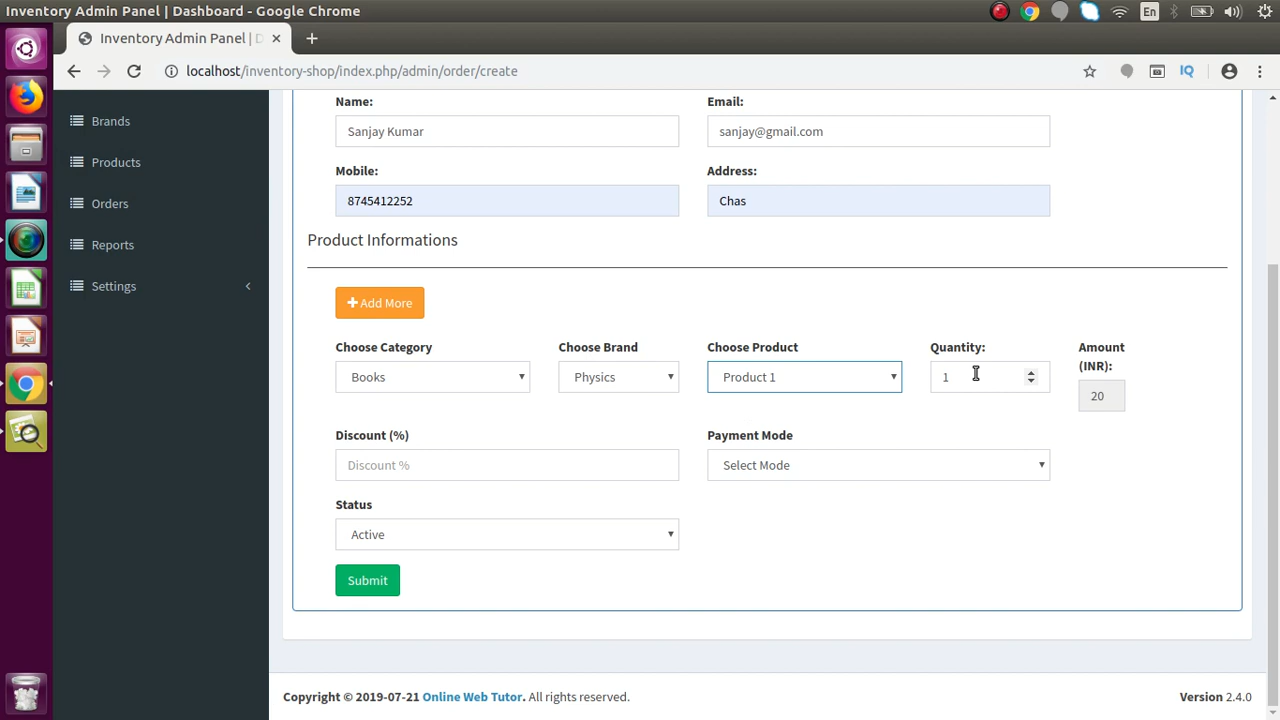 Inventory Admin Panel | Dashboard - Google Chrome
En
Inventory Admin Panel | D
localhost/inventory-shop/index.php/admin/order/create
IQ
Brands
Products
Orders
Reports
Settings
Name:
Email:
Sanjay Kumar
sanjay@gmail.com
Mobile:
Address:
8745412252
Chas
Product Informations
+ Add More
Choose Category
Choose Brand
Choose Product
Quantity:
Amount
(INR):
Books
Physics
Product 1
1
20
Discount (%)
Payment Mode
Discount %
Select Mode
Status
Active
Submit
Copyright © 2019-07-21 Online Web Tutor. All rights reserved.
Version 2.4.0